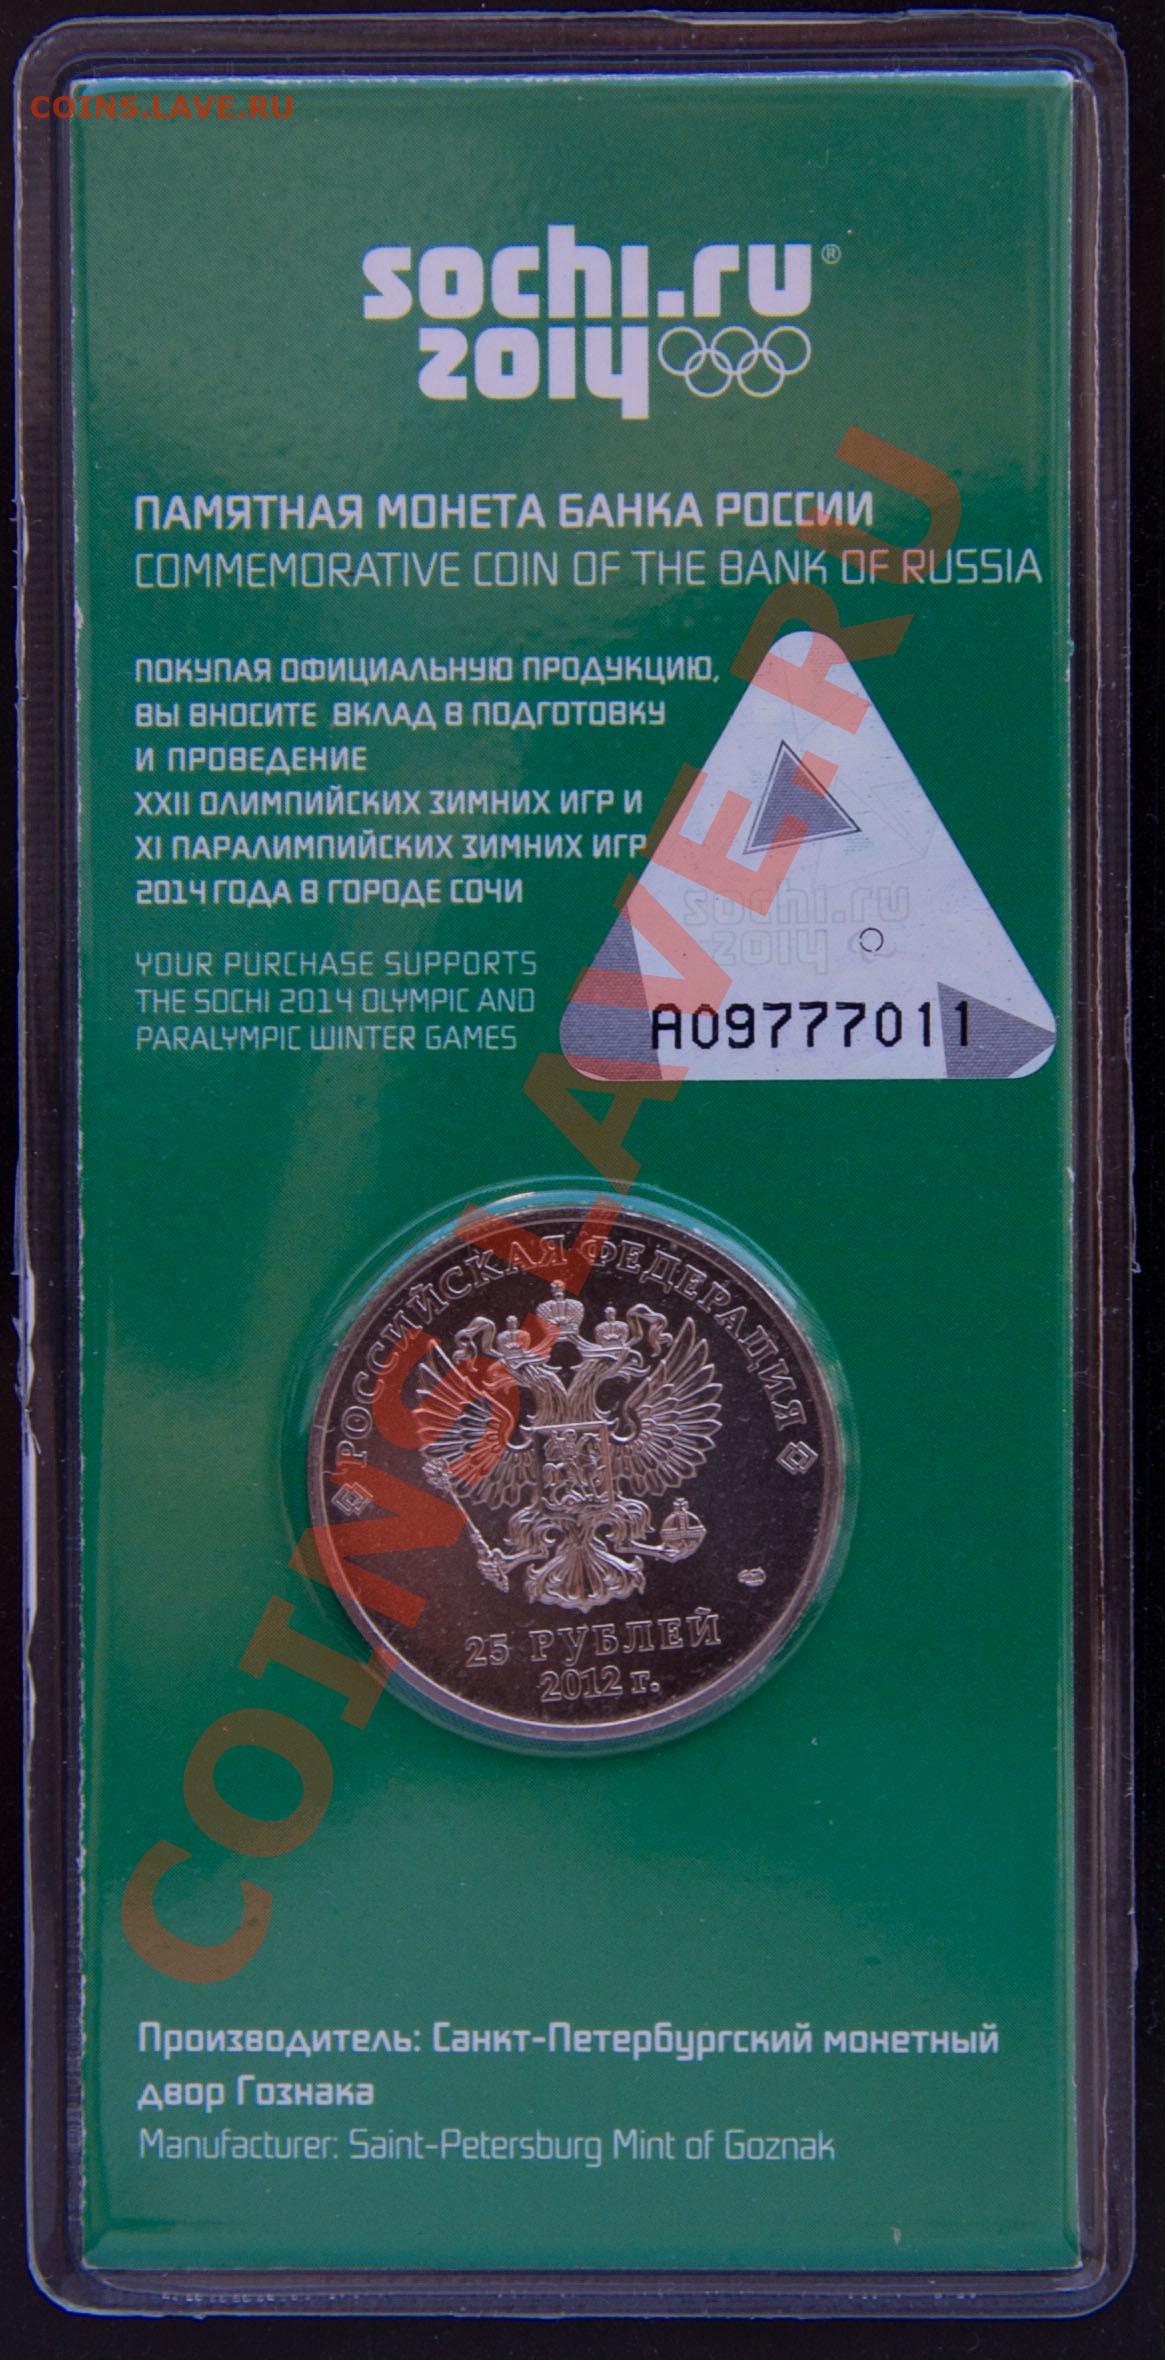 COINS.LAVE.RU
sochi.ru®
2014
ПАМЯТНАЯ МОНЕТА БАНКА РОССИИ
COMMEMORATIVE COIN OF THE BANK OF RUSSIA
ПОКУПАЯ ОФИЦИАЛЬНУЮ ПРОДУКЦИЮ,
ВЫ ВНОСИТЕ ВКЛАД В ПОДГОТОВКУ
И ПРОВЕДЕНИЕ
XXII ОЛИМПИЙСКИХ ЗИМНИХ ИГР И
XI ПАРАЛИМПИЙСКИХ ЗИМНИХ ИГР
2014 ГОДА В ГОРОДЕ СОЧИ
YOUR PURCHASE SUPPORTS
THE SOCHI 2014 OLYMPIC AND
PARALYMPIC WINTER GAMES
sochi.ru
2014
A09777011
РОССИЙСКАЯ ФЕДЕРАЦИЯ
25 РУБЛЕЙ
2012 г.
COINS.LAVE.RU
Производитель: Санкт-Петербургский монетный
двор Гознака
Manufacturer: Saint-Petersburg Mint of Goznak